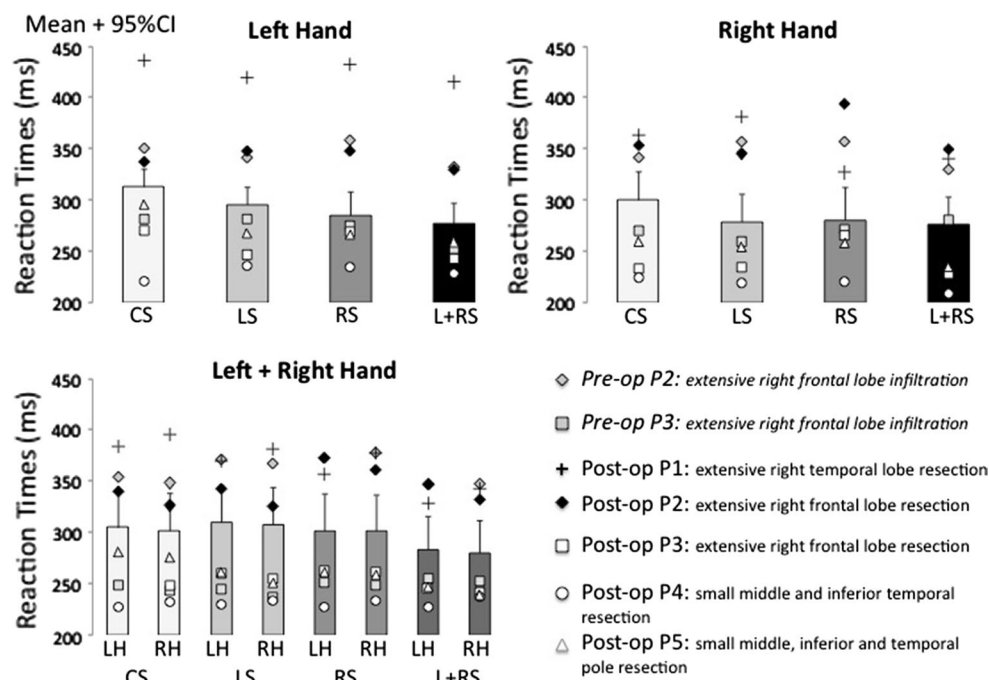 Mean + 95%CI
Left Hand
Reaction Times (ms)
450
400
350
300
250
200
CS
LS
RS
L+RS
Right Hand
Reaction Times (ms)
450
400
350
300
250
200
CS
LS
RS
L+RS
Left + Right Hand
Reaction Times (ms)
450
400
350
300
250
200
LH RH LH RH LH RH LH RH
CS LS RS L+RS
Pre-op P2: extensive right frontal lobe infiltration
Pre-op P3: extensive right frontal lobe infiltration
Post-op P1: extensive right temporal lobe resection
Post-op P2: extensive right frontal lobe resection
Post-op P3: extensive right frontal lobe resection
Post-op P4: small middle and inferior temporal
resection
Post-op P5: small middle, inferior and temporal
pole resection